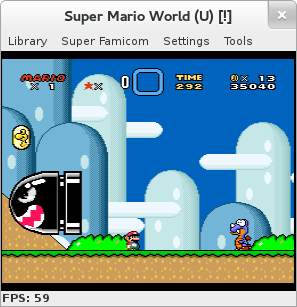 Super Mario World (U) [!]
Library Super Famicom Settings Tools
MARIO 0 TIME × 13
× 1 ★× 292 35040
FPS: 59